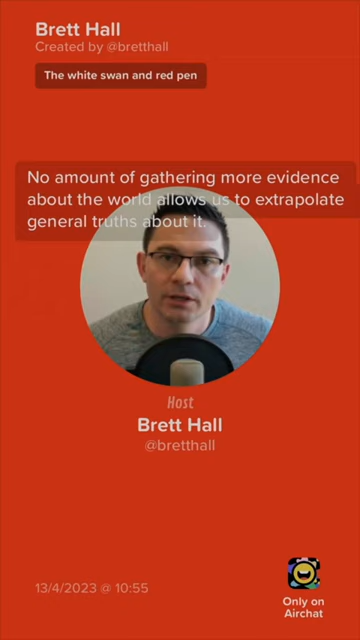 Brett Hall
Created by @bretthall
The white swan and red pen
No amount of gathering more evidence
about the world allows us to extrapolate
general truths about it.
Host
Brett Hall
@bretthall
13/4/2023 @ 10:55
Only on
Airchat